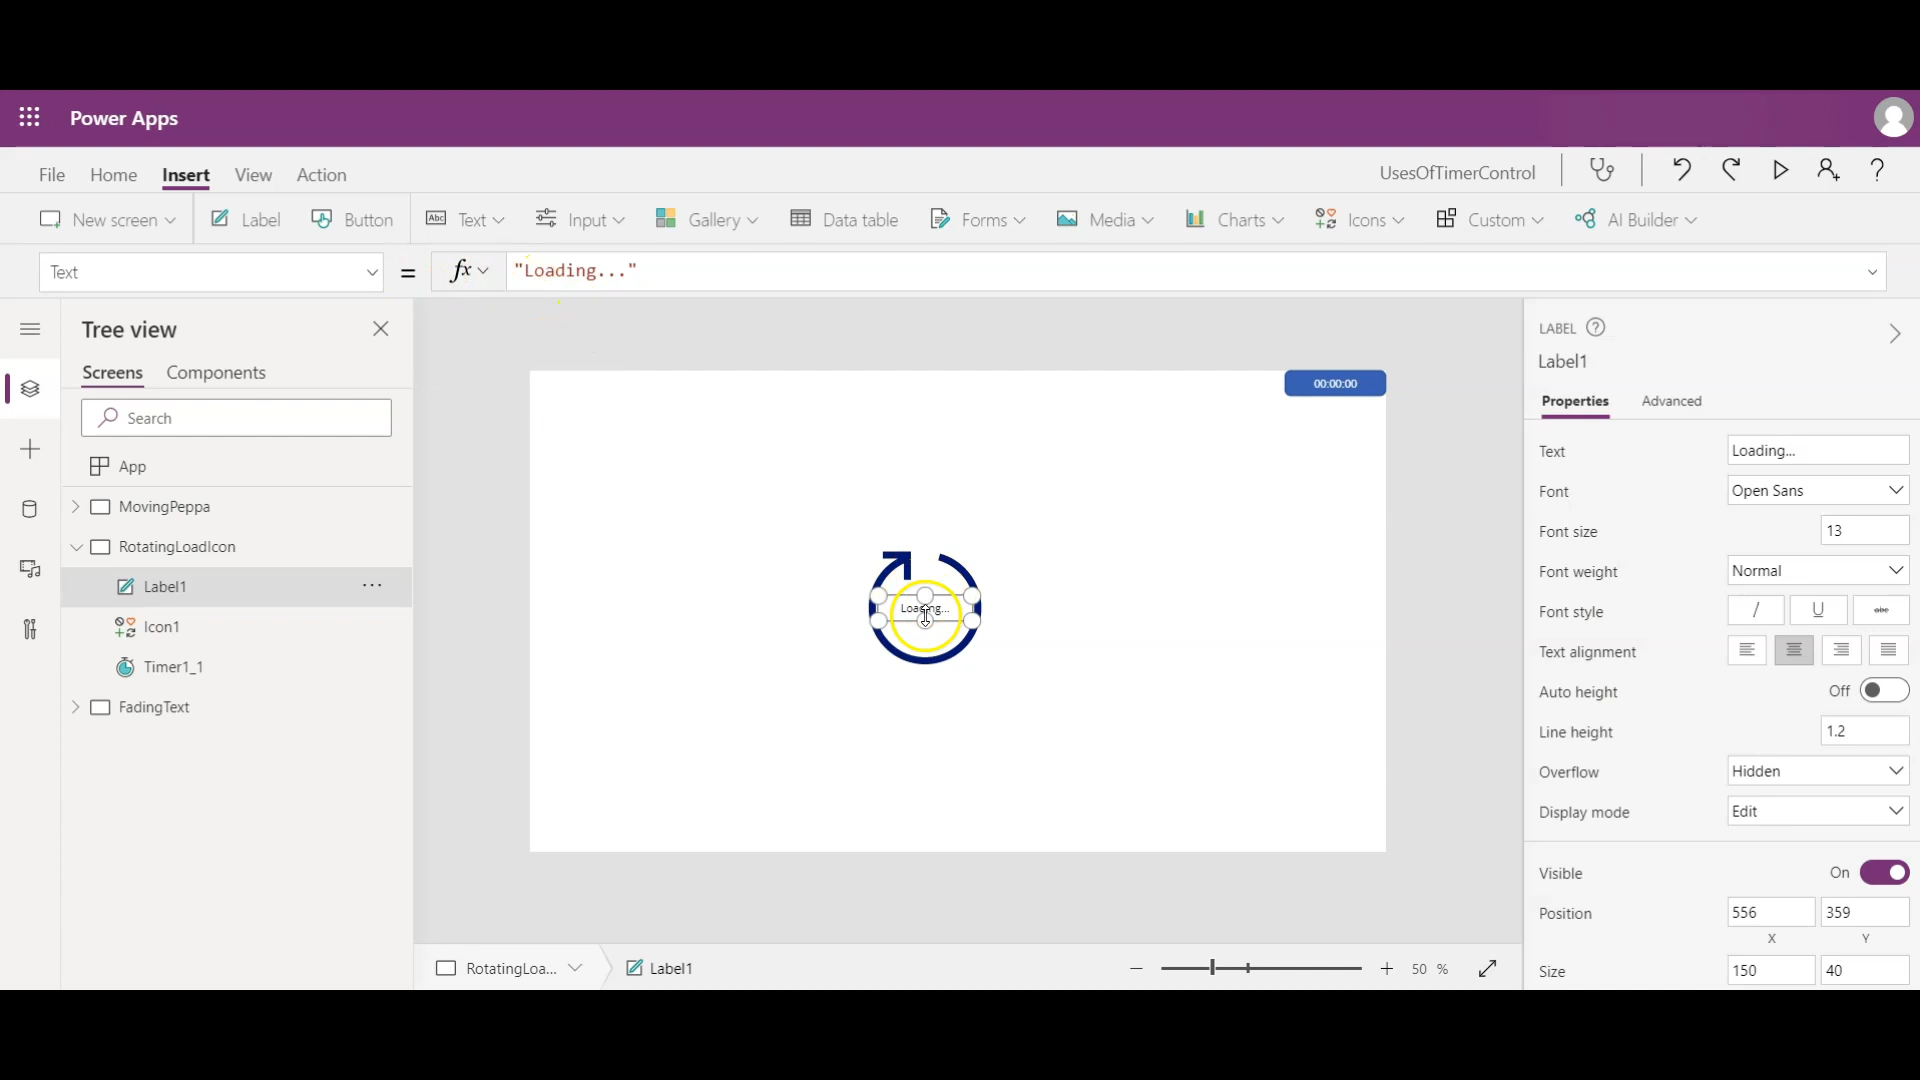 Power Apps
File Home Insert View Action
UsesOfTimerControl
New screen Label Button Abc Text Input Gallery Data table Forms Media Charts Icons Custom AI Builder
Text = fx "Loading..."
Tree view
Screens Components
Search
App
MovingPeppa
RotatingLoadIcon
Label1
Icon1
Timer1_1
FadingText
00:00:00
Loading...
LABEL
Label1
Properties Advanced
Text Loading...
Font Open Sans
Font size 13
Font weight Normal
Font style / U abc
Text alignment
Auto height Off
Line height 1.2
Overflow Hidden
Display mode Edit
Visible On
Position 556 359
X Y
Size 150 40
RotatingLoa... Label1
50 %